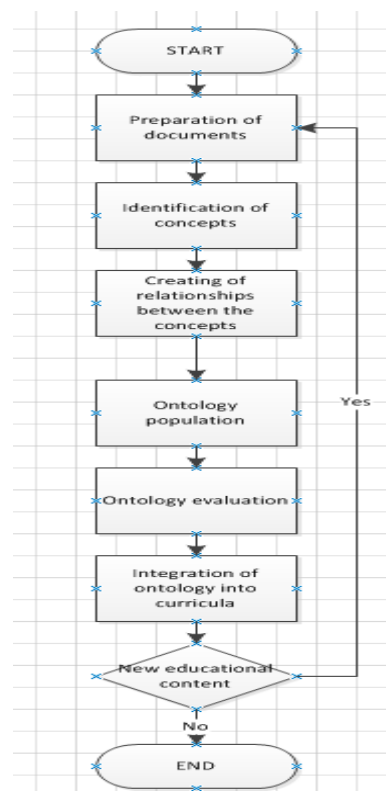 START
Preparation of
documents
Identification of
concepts
Creating of
relationships
between the
concepts
Ontology
population
Yes
Ontology evaluation
Integration of
ontology into
curricula
New educational
content
No
END